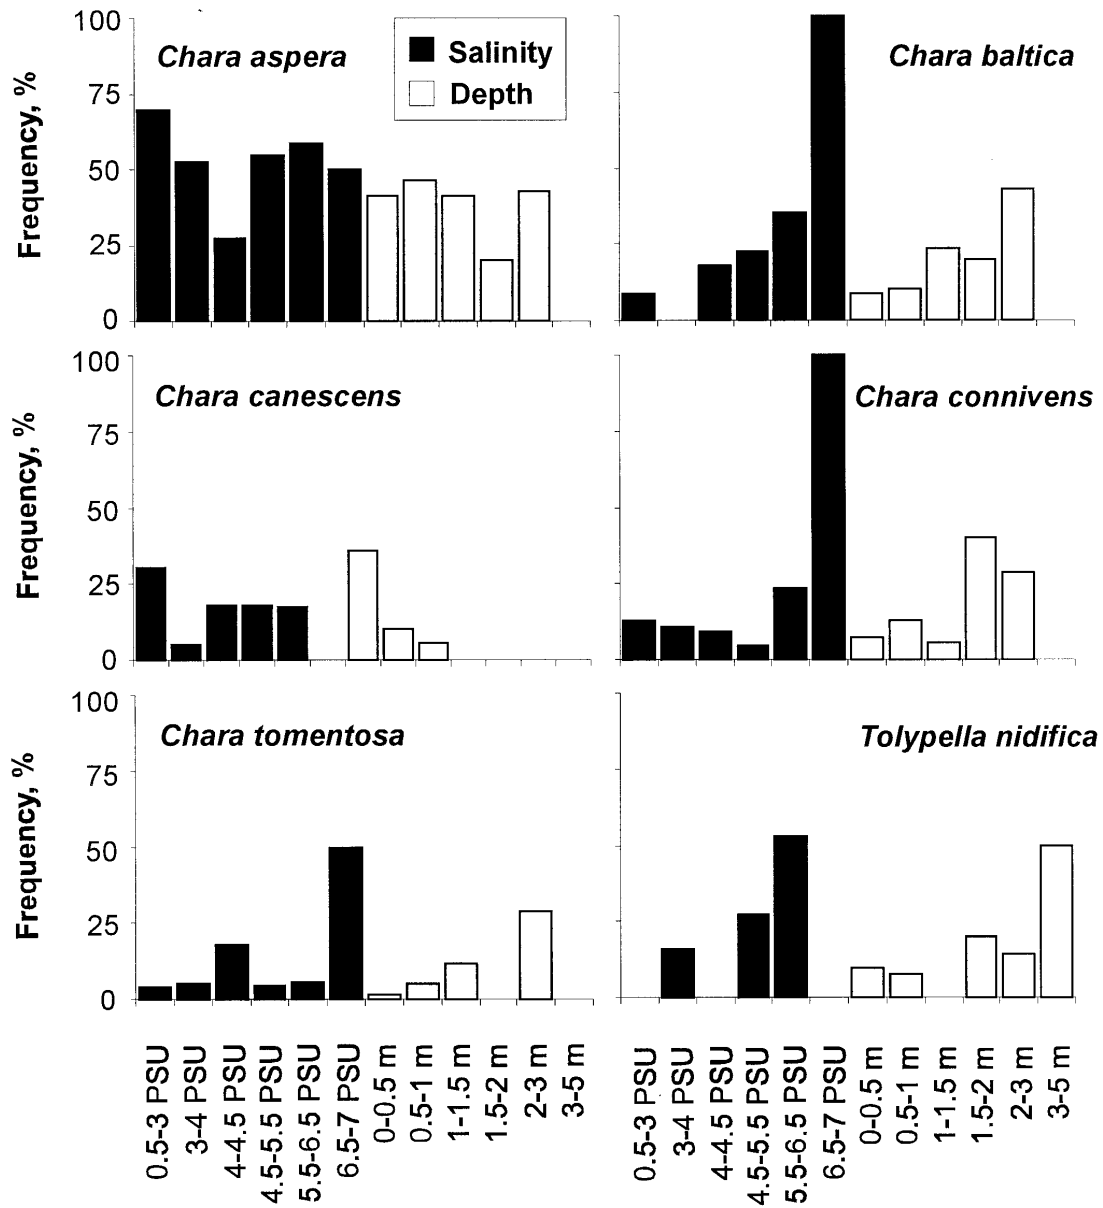 Chara aspera
Salinity
Depth
Frequency, %
100
75
50
25
0
Chara baltica
Chara canescens
Frequency, %
100
75
50
25
0
Chara connivens
Chara tomentosa
Frequency, %
100
75
50
25
0
Tolypella nidifica
0.5-3 PSU
3-4 PSU
4-4.5 PSU
4.5-5.5 PSU
5.5-6.5 PSU
6.5-7 PSU
0-0.5 m
0.5-1 m
1-1.5 m
1.5-2 m
2-3 m
3-5 m
0.5-3 PSU
3-4 PSU
4-4.5 PSU
4.5-5.5 PSU
5.5-6.5 PSU
6.5-7 PSU
0-0.5 m
0.5-1 m
1-1.5 m
1.5-2 m
2-3 m
3-5 m